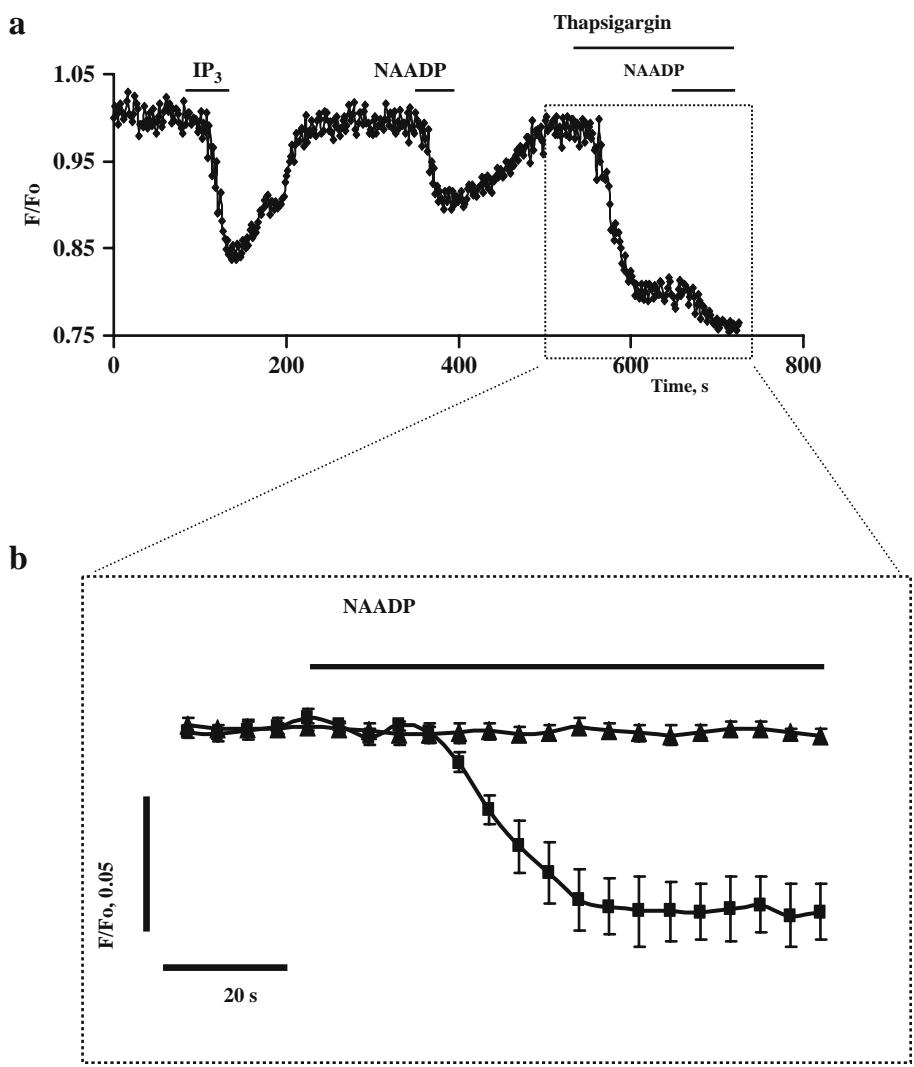 a
Thapsigargin
IP3 NAADP NAADP
1.05
0.95
0.85
0.75
F/Fo
0 200 400 600 800
Time, s
b
NAADP
F/Fo, 0.05
20 s